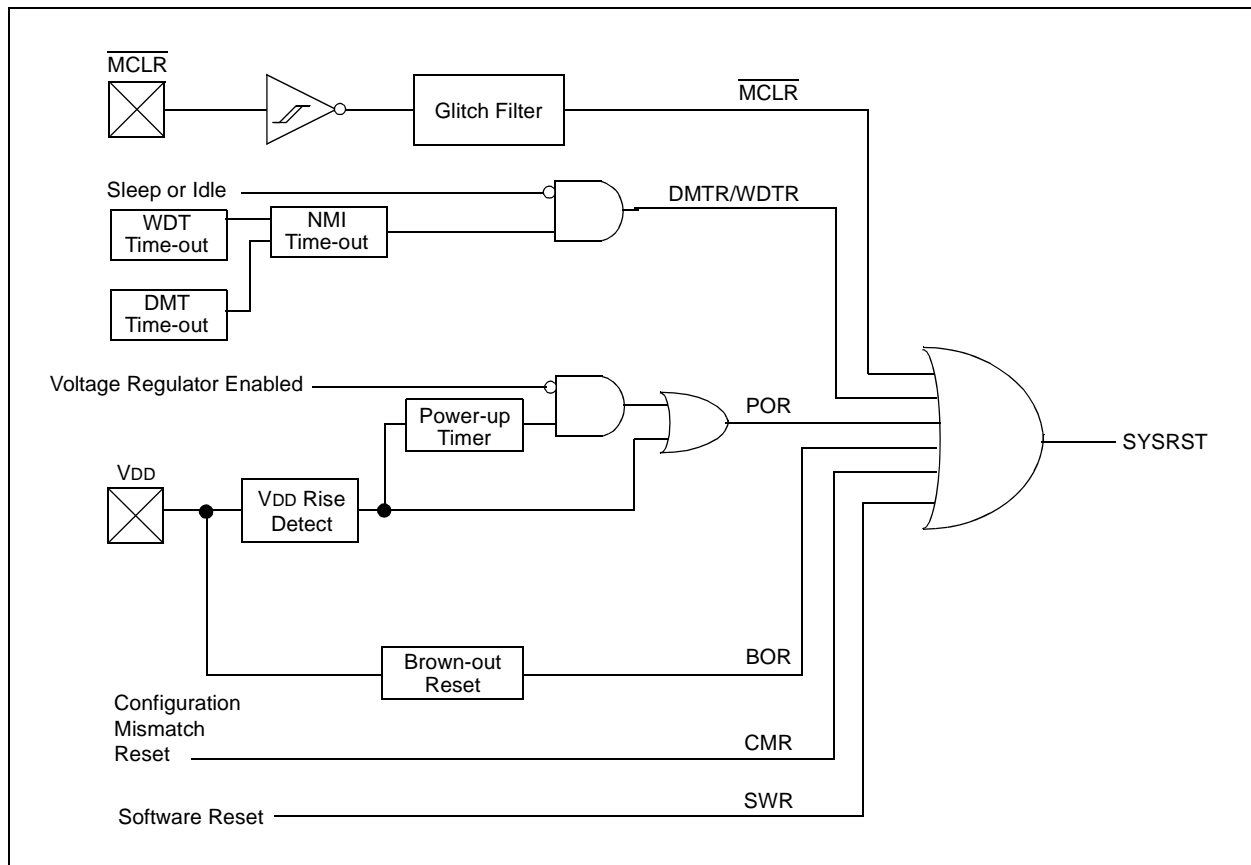 MCLR
Glitch Filter
MCLR
Sleep or Idle
DMTR/WDTR
WDT
Time-out
NMI
Time-out
DMT
Time-out
Voltage Regulator Enabled
Power-up
Timer
POR
SYSRST
VDD
VDD Rise
Detect
Brown-out
Reset
BOR
Configuration
Mismatch
Reset
CMR
Software Reset
SWR